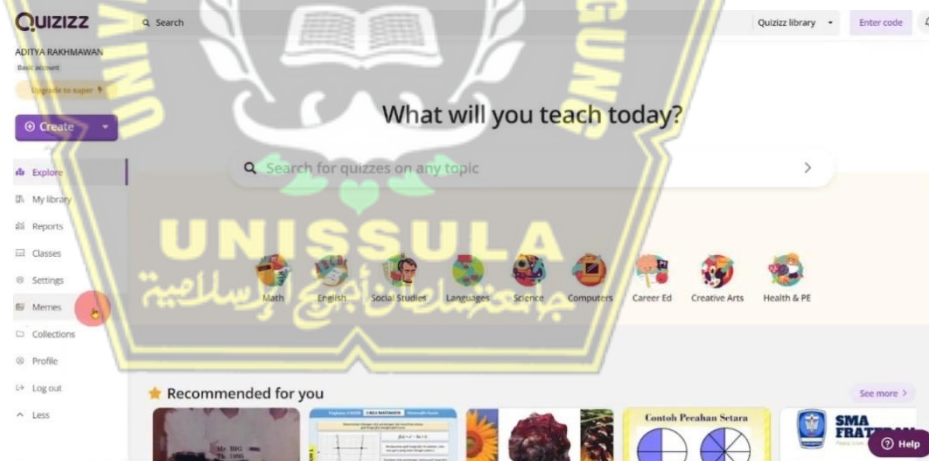 QUIZIZZ
Search
Quizizz library
Enter code
ADITYA RAKHMAWAN
Basic account
Upgrade to super
Create
What will you teach today?
Search for quizzes on any topic
Explore
My library
Reports
Classes
Settings
Memes
Collections
Profile
Log out
Less
UNISSULA
Math English Social Studies Languages Science Computers Career Ed Creative Arts Health & PE
Recommended for you
See more
Contoh Pecahan Setara
SMA
Help